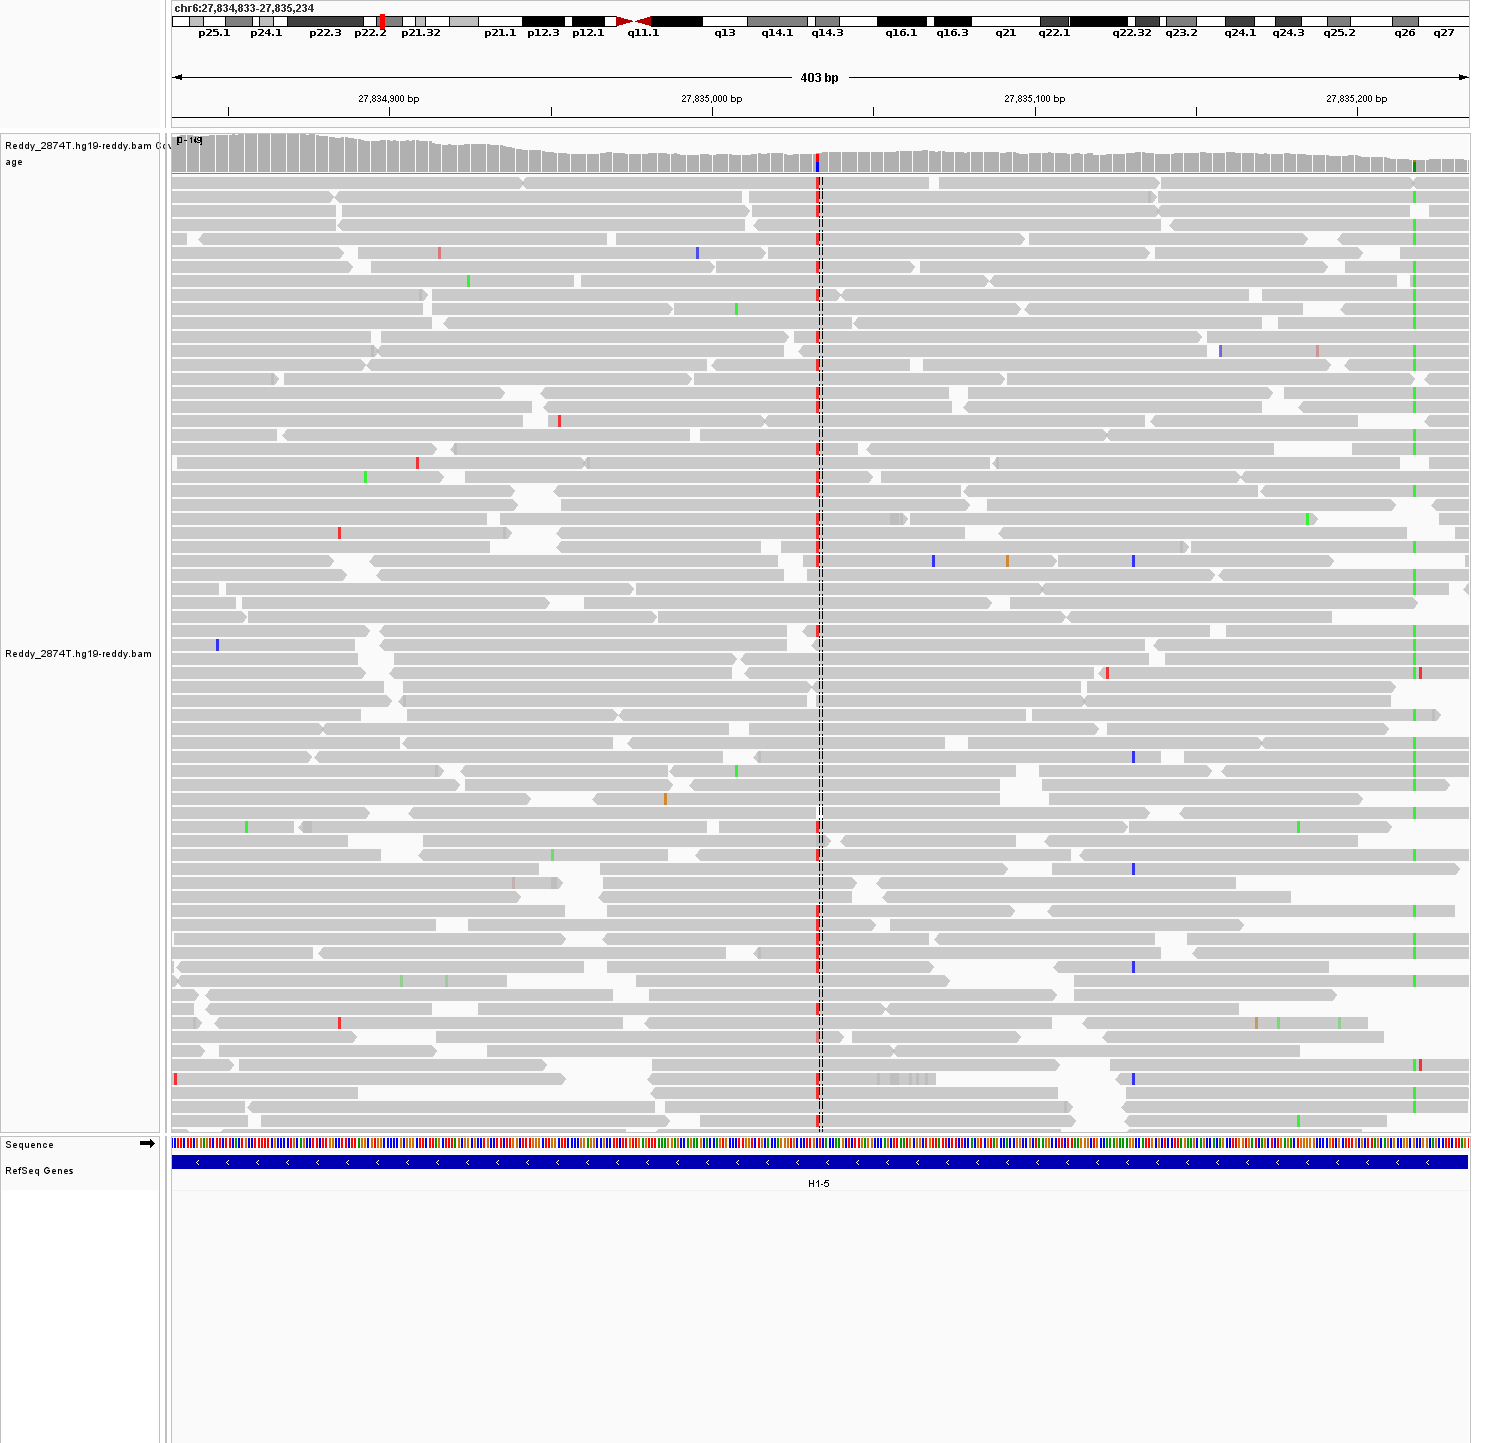 chr6:27,834,833-27,835,234
p25.1 p24.1 p22.3 p22.2 p21.32 p21.1 p12.3 p12.1 q11.1 q13 q14.1 q14.3 q16.1 q16.3 q21 q22.1 q22.32 q23.2 q24.1 q24.3 q25.2 q26 q27
403 bp
27,834,900 bp 27,835,000 bp 27,835,100 bp 27,835,200 bp
Reddy_2874T.hg19-reddy.bam Cov
age
Reddy_2874T.hg19-reddy.bam
Sequence
RefSeq Genes
H1-5